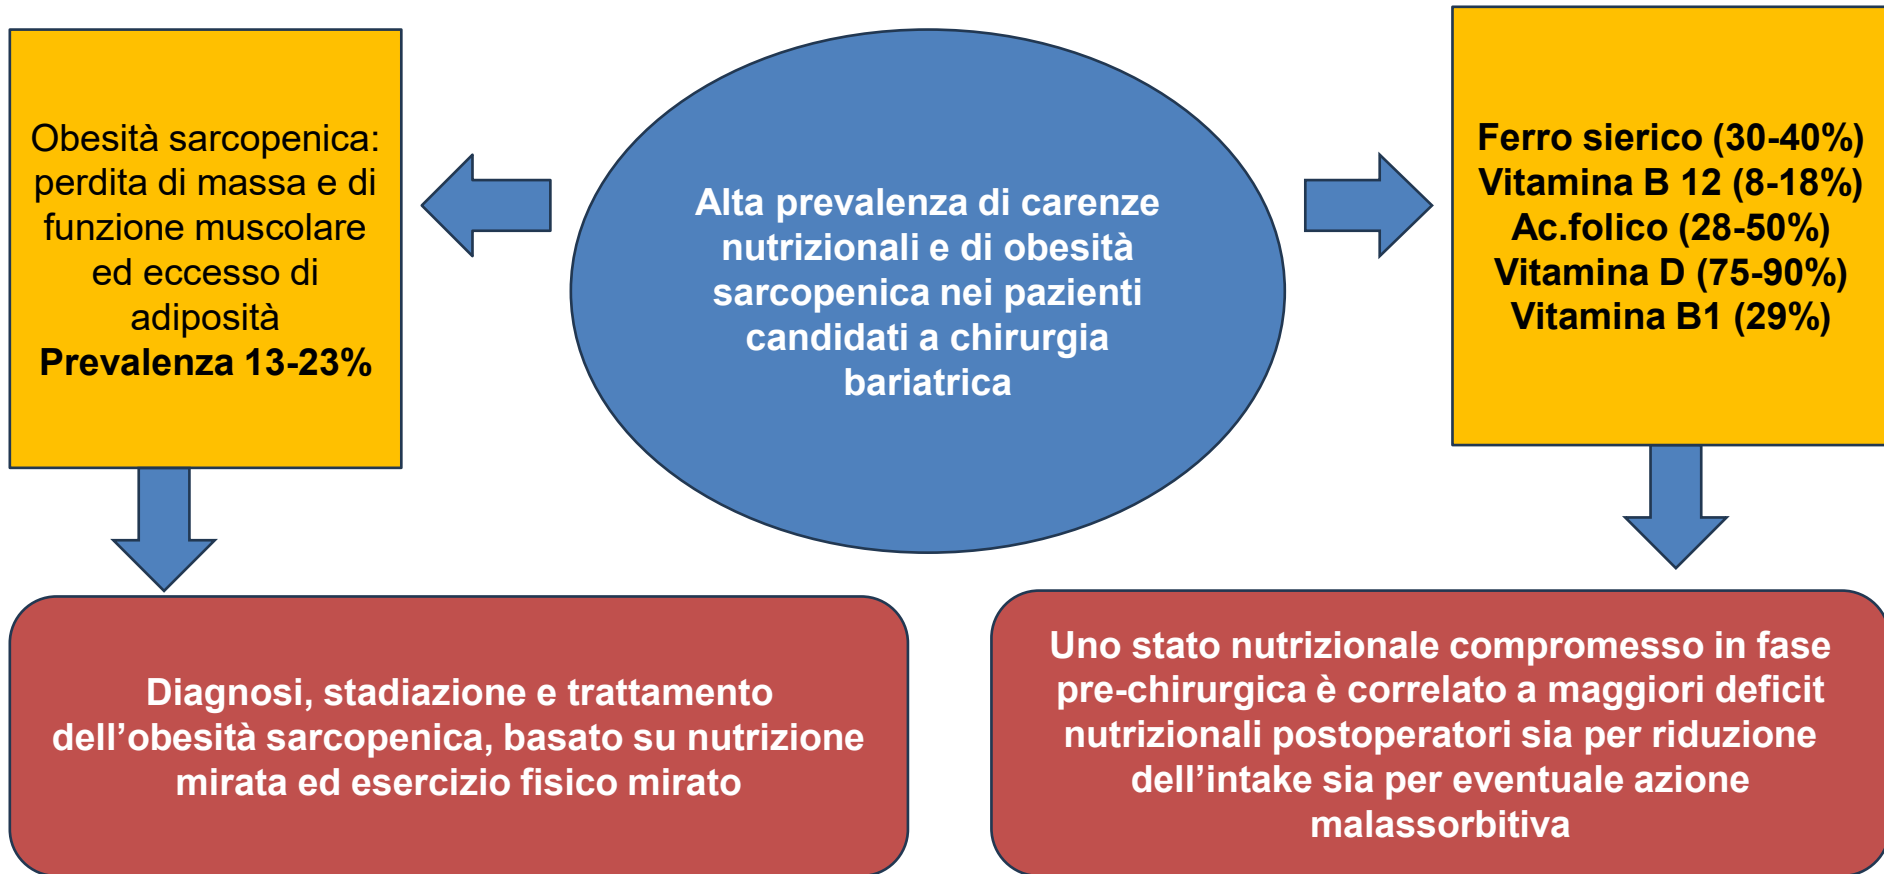 Obesità sarcopenica:
perdita di massa e di
funzione muscolare
ed eccesso di
adiposità
Prevalenza 13-23%
Alta prevalenza di carenze
nutrizionali e di obesità
sarcopenica nei pazienti
candidati a chirurgia
bariatrica
Ferro sierico (30-40%)
Vitamina B 12 (8-18%)
Ac.folico (28-50%)
Vitamina D (75-90%)
Vitamina B1 (29%)
Diagnosi, stadiazione e trattamento
dell’obesità sarcopenica, basato su nutrizione
mirata ed esercizio fisico mirato
Uno stato nutrizionale compromesso in fase
pre-chirurgica è correlato a maggiori deficit
nutrizionali postoperatori sia per riduzione
dell’intake sia per eventuale azione
malassorbitiva